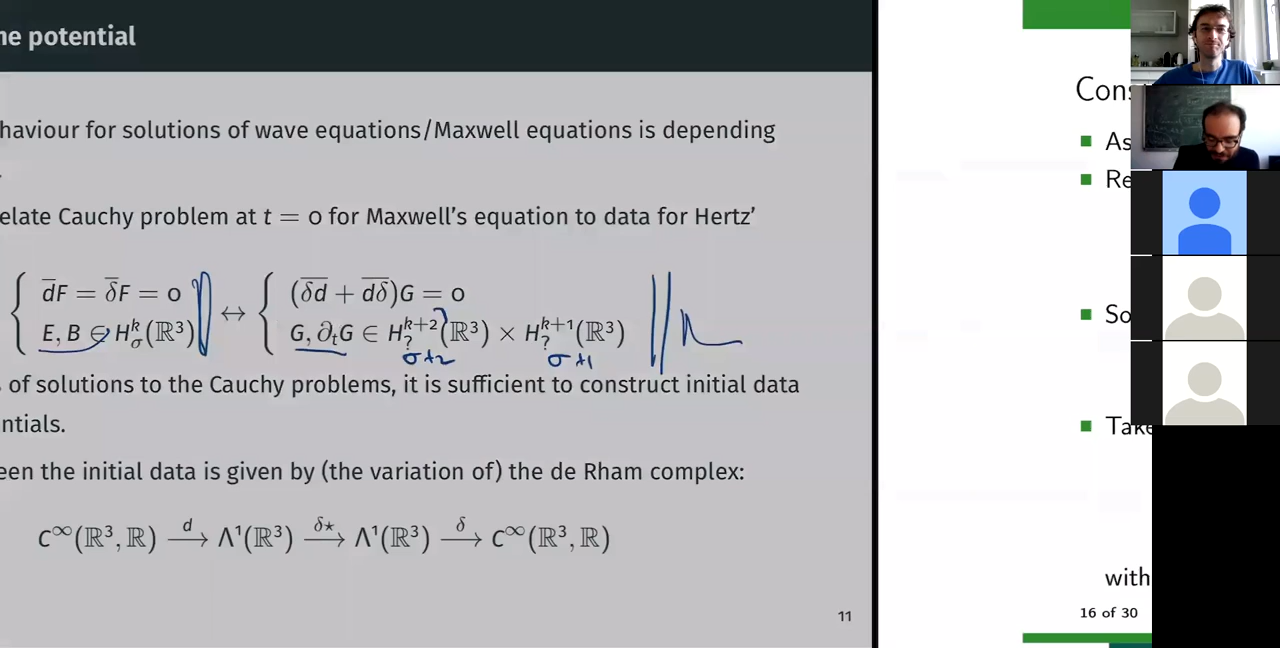 ne potential
haviour for solutions of wave equations/Maxwell equations is depending
elate Cauchy problem at t = 0 for Maxwell's equation to data for Hertz'
{ d̅F = δ̅F = 0 ↔ { (δ̅d̅ + d̅δ̅)G = 0
E, B ∈ H^k_σ(ℝ³) G, ∂_tG ∈ H^{k+2}_?(ℝ³) × H^{k+1}_?(ℝ³)
σ+2 σ+1
s of solutions to the Cauchy problems, it is sufficient to construct initial data
ntials.
een the initial data is given by (the variation of) the de Rham complex:
C^∞(ℝ³, ℝ) —d→ Λ¹(ℝ³) —δ⋆→ Λ¹(ℝ³) —δ→ C^∞(ℝ³, ℝ)
11
Cons
As
Re
So
Take
with
16 of 30